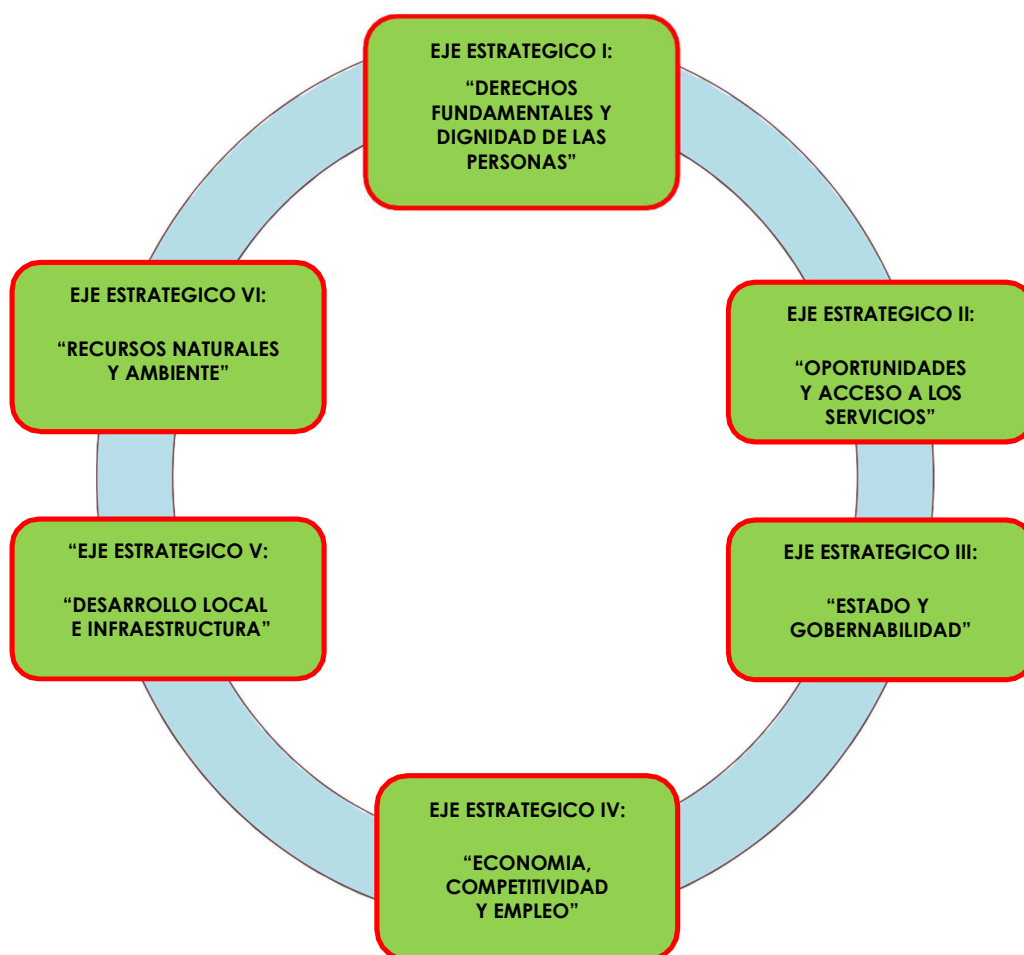 EJE ESTRATEGICO I:
“DERECHOS
FUNDAMENTALES Y
DIGNIDAD DE LAS
PERSONAS”
EJE ESTRATEGICO II:
“OPORTUNIDADES
Y ACCESO A LOS
SERVICIOS”
EJE ESTRATEGICO III:
“ESTADO Y
GOBERNABILIDAD”
EJE ESTRATEGICO IV:
“ECONOMIA,
COMPETITIVIDAD
Y EMPLEO”
“EJE ESTRATEGICO V:
“DESARROLLO LOCAL
E INFRAESTRUCTURA”
EJE ESTRATEGICO VI:
“RECURSOS NATURALES
Y AMBIENTE”